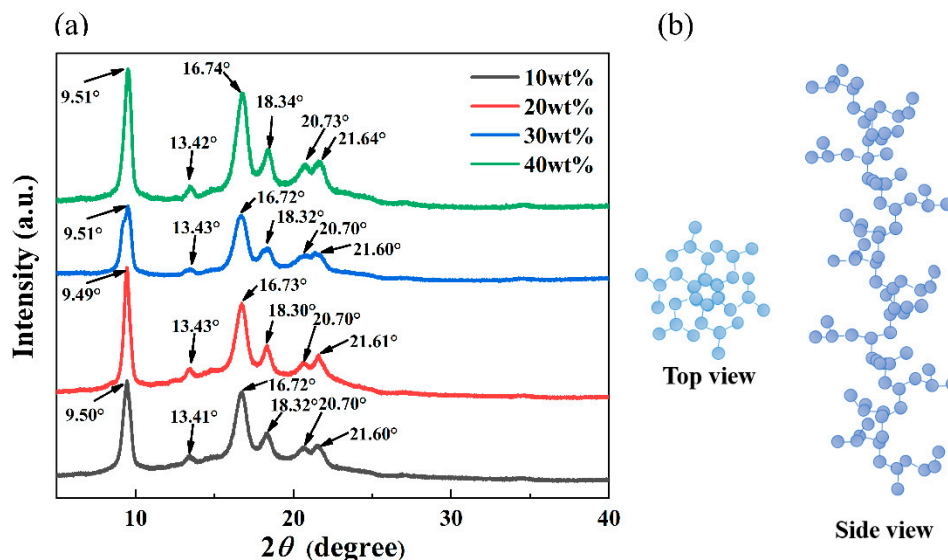 (a)
(b)
10wt%
20wt%
30wt%
40wt%
9.51°
13.42°
16.74°
18.34°
20.73°
21.64°
9.51°
13.43°
16.72°
18.32°
20.70°
21.60°
9.49°
13.43°
16.73°
18.30°
20.70°
21.61°
9.50°
13.41°
16.72°
18.32°
20.70°
21.60°
Intensity (a.u.)
10 20 30 40
2θ (degree)
Top view
Side view